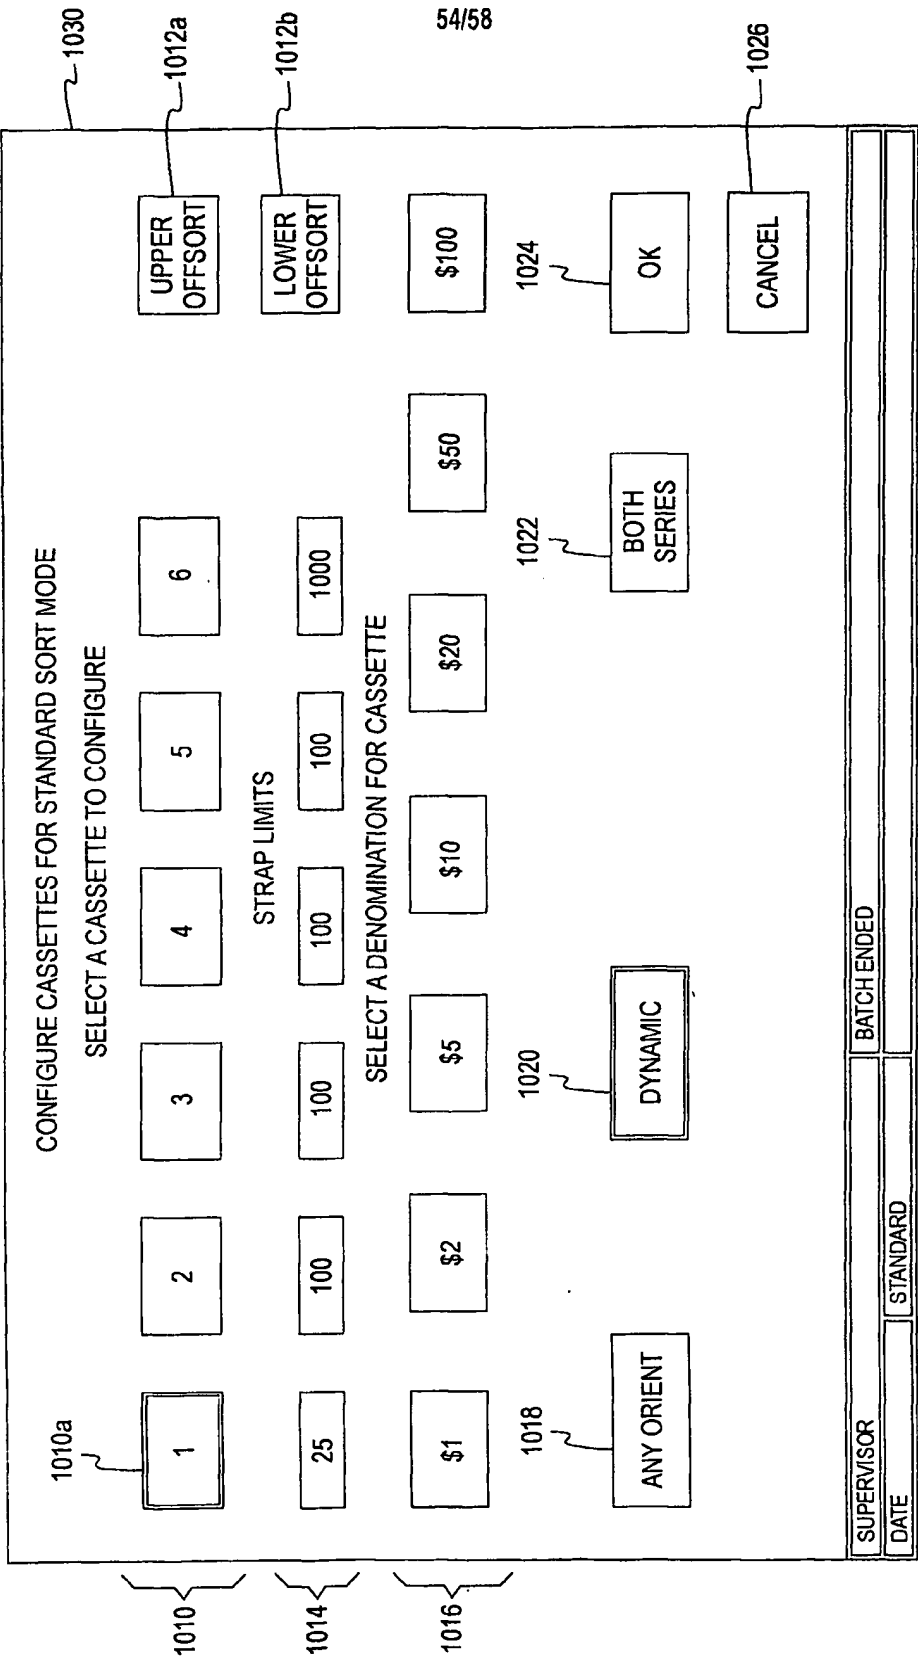 54/58
CONFIGURE CASSETTES FOR STANDARD SORT MODE
1030
SELECT A CASSETTE TO CONFIGURE
1010a
1010
1
2
3
4
5
6
UPPER
OFFSORT
1012a
STRAP LIMITS
1014
25
100
100
100
100
1000
LOWER
OFFSORT
1012b
SELECT A DENOMINATION FOR CASSETTE
1016
$1
$2
$5
$10
$20
$50
$100
1018
1020
1022
1024
ANY ORIENT
DYNAMIC
BOTH
SERIES
OK
1026
CANCEL
SUPERVISOR
BATCH ENDED
DATE
STANDARD